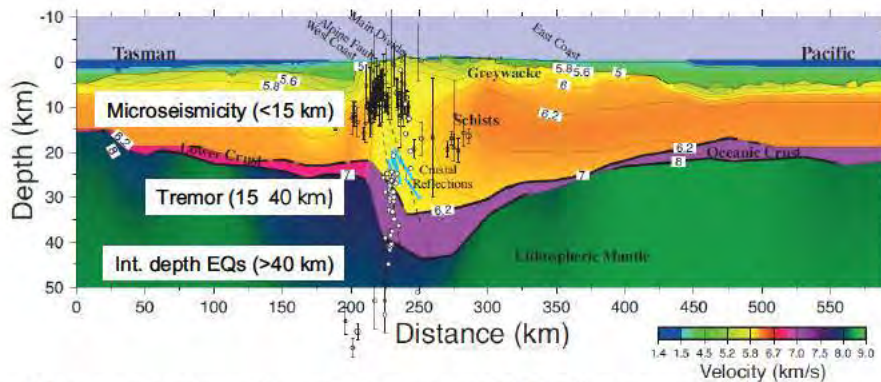 -10
0
10
20
30
40
50
Depth (km)
Tasman
West Coast
Alpine Fault
Main Divide
East Coast
Pacific
5.8
5.6
5
Greywacke
5.8
5.6
5
6
6.2
Microseismicity (<15 km)
Schists
6.2
8
Lower Crust
7
Crustal
Reflections
6.2
7
6.2
8
Oceanic Crust
Tremor (15 40 km)
Int. depth EQs (>40 km)
Lithospheric Mantle
0
50
100
150
200
250
300
350
400
450
500
550
Distance (km)
1.4 1.5 4.5 5.2 5.8 6.7 7.0 7.5 8.0 9.0
Velocity (km/s)